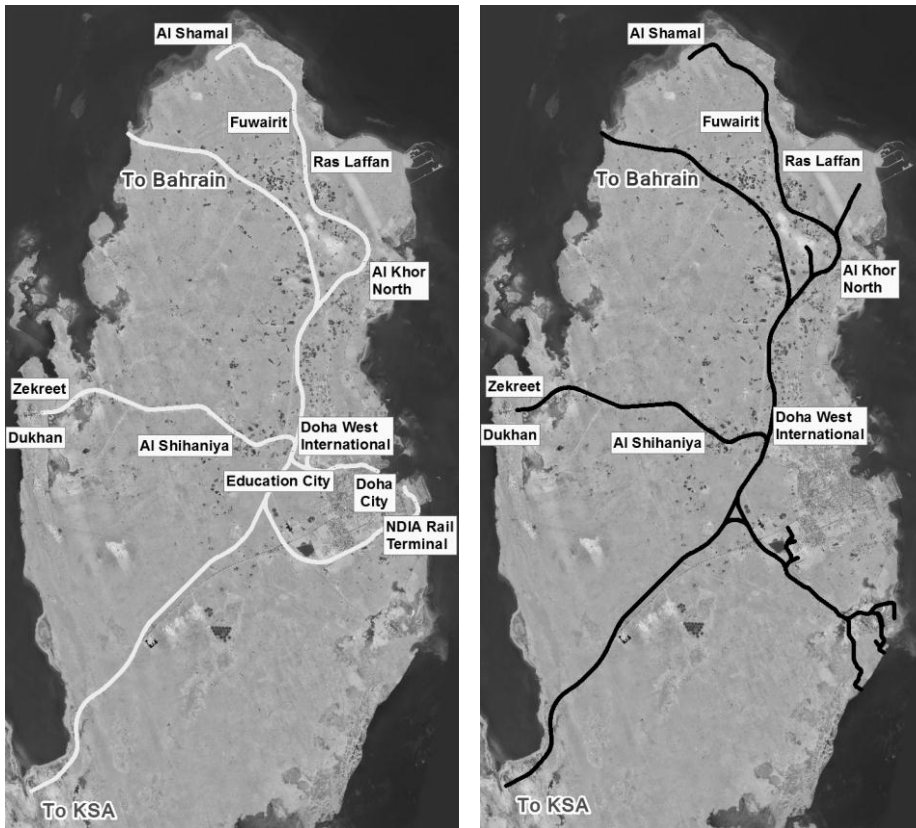 Al Shamal
Fuwairit
Ras Laffan
To Bahrain
Al Khor
North
Zekreet
Dukhan
Al Shihaniya
Doha West
International
Education City
Doha
City
NDIA Rail
Terminal
To KSA
Al Shamal
Fuwairit
Ras Laffan
To Bahrain
Al Khor
North
Zekreet
Dukhan
Al Shihaniya
Doha West
International
To KSA